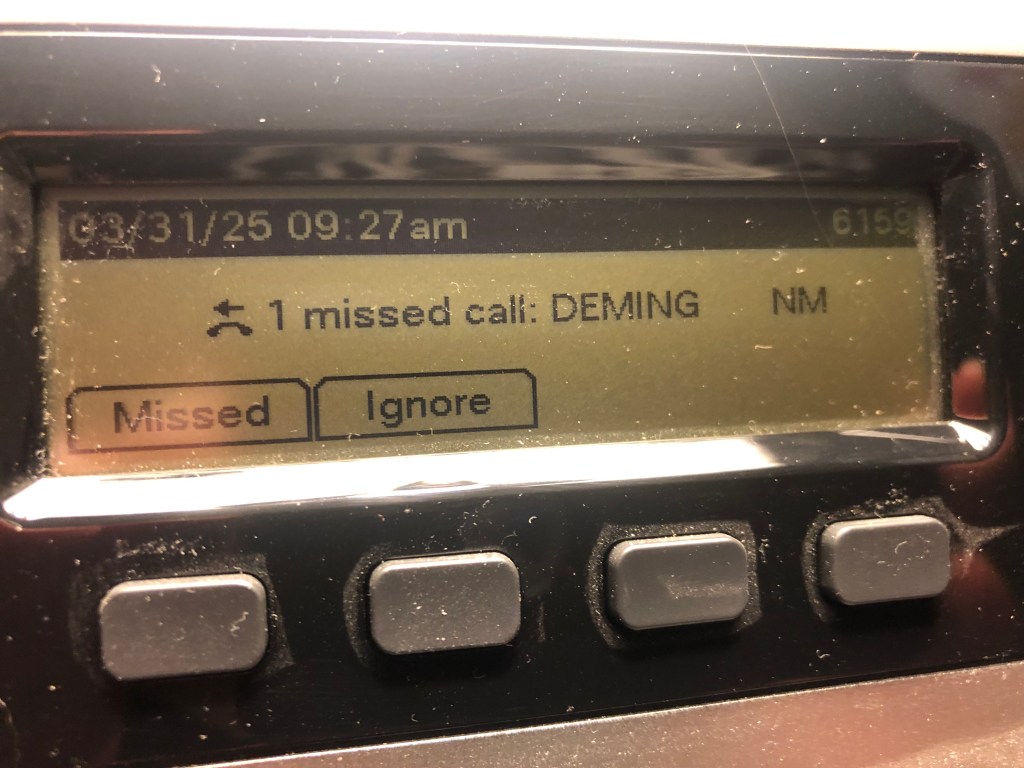 03/31/25 09:27am 6159
1 missed call: DEMING NM
Missed Ignore